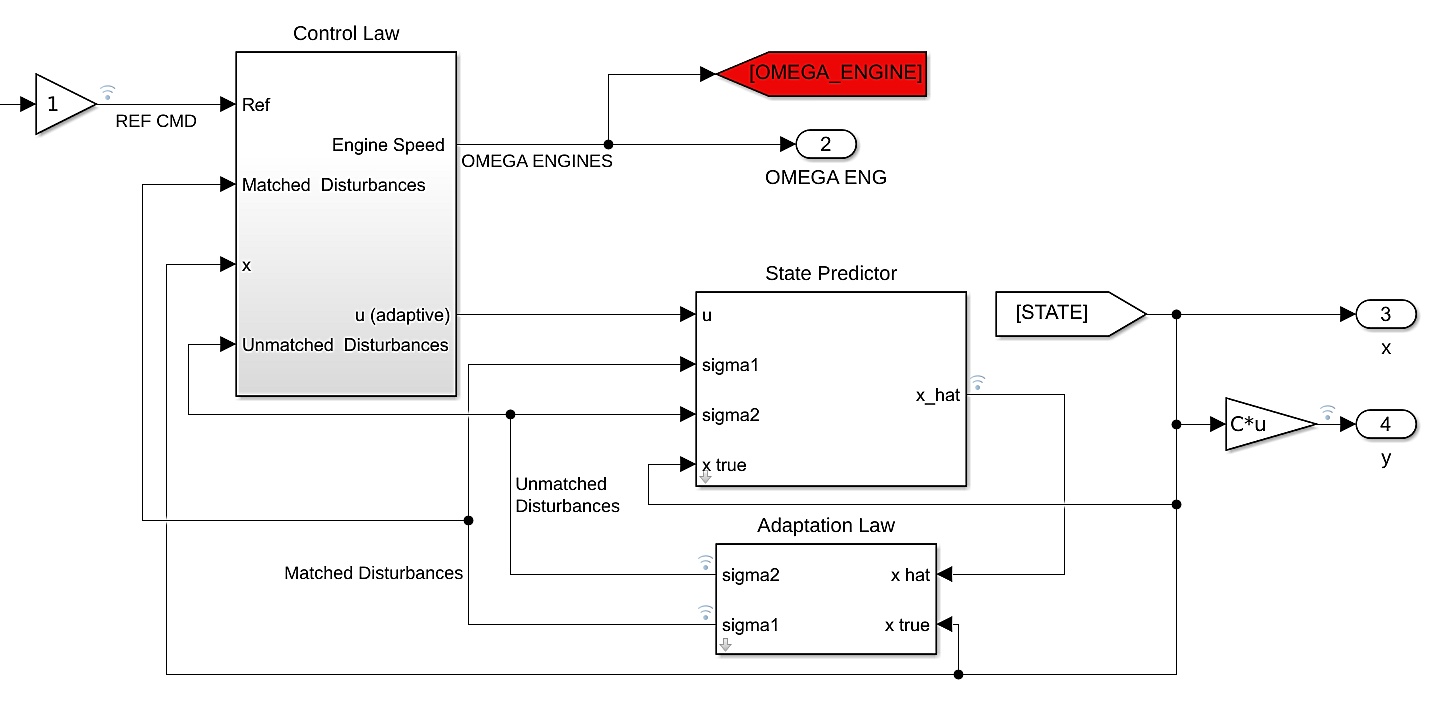 Control Law
1
REF CMD
Ref
Engine Speed
Matched  Disturbances
x
u (adaptive)
Unmatched  Disturbances
OMEGA ENGINES
[OMEGA_ENGINE]
2
OMEGA ENG
State Predictor
u
sigma1
sigma2
x true
x_hat
[STATE]
3
x
C*u
4
y
Unmatched
Disturbances
Matched Disturbances
Adaptation Law
sigma2
x hat
sigma1
x true